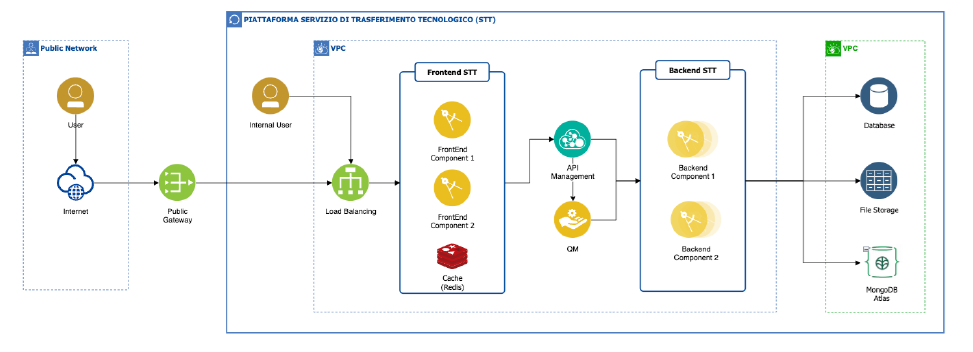 PIATTAFORMA SERVIZIO DI TRASFERIMENTO TECNOLOGICO (STT)
Public Network
VPC
VPC
Frontend STT
Backend STT
User
Internal User
FrontEnd
Component 1
API
Management
Backend
Component 1
Database
Internet
Public
Gateway
Load Balancing
FrontEnd
Component 2
QM
Backend
Component 2
File Storage
Cache
(Redis)
MongoDB
Atlas